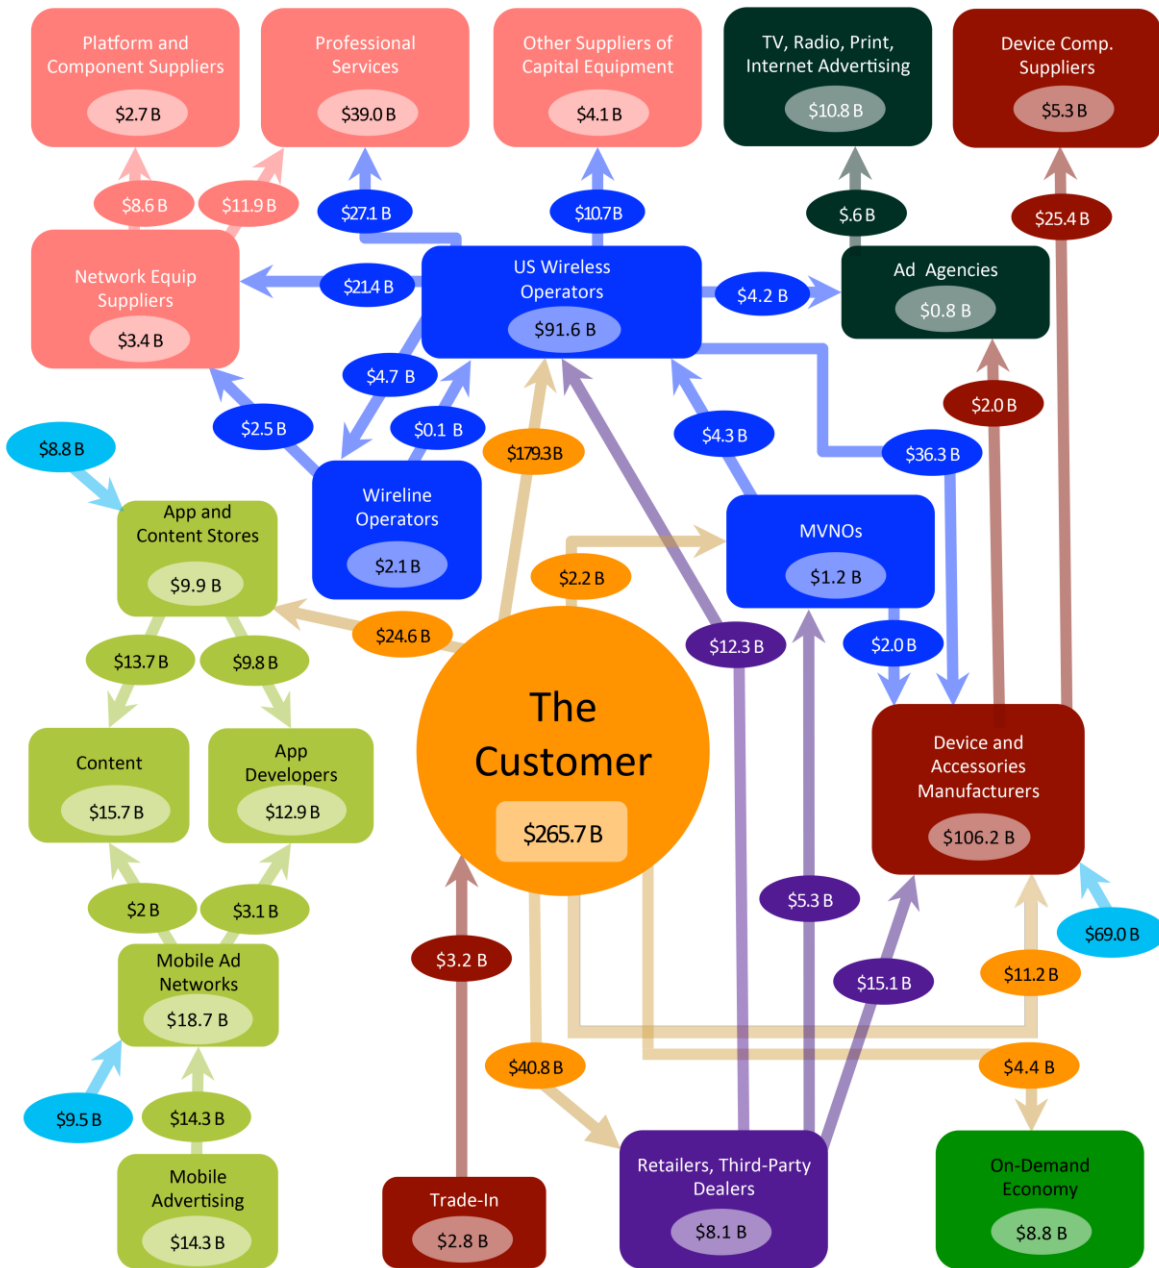 Platform and
Component Suppliers
$2.7 B
Professional
Services
$39.0 B
Other Suppliers of
Capital Equipment
$4.1 B
TV, Radio, Print,
Internet Advertising
$10.8 B
Device Comp.
Suppliers
$5.3 B
$8.6 B
$11.9 B
$27.1 B
$10.7 B
$.6 B
$25.4 B
Network Equip
Suppliers
$3.4 B
$21.4 B
US Wireless
Operators
$91.6 B
$4.2 B
Ad Agencies
$0.8 B
$4.7 B
$2.5 B
$0.1 B
$179.3 B
$4.3 B
$2.0 B
$36.3 B
$8.8 B
App and
Content Stores
$9.9 B
Wireline
Operators
$2.1 B
MVNOs
$1.2 B
$2.2 B
$24.6 B
$12.3 B
$2.0 B
$13.7 B
$9.8 B
The
Customer
$265.7 B
Content
$15.7 B
App
Developers
$12.9 B
Device and
Accessories
Manufacturers
$106.2 B
$2 B
$3.1 B
$5.3 B
$69.0 B
Mobile Ad
Networks
$18.7 B
$3.2 B
$15.1 B
$11.2 B
$9.5 B
$14.3 B
$40.8 B
$4.4 B
Mobile
Advertising
$14.3 B
Trade-In
$2.8 B
Retailers, Third-Party
Dealers
$8.1 B
On-Demand
Economy
$8.8 B